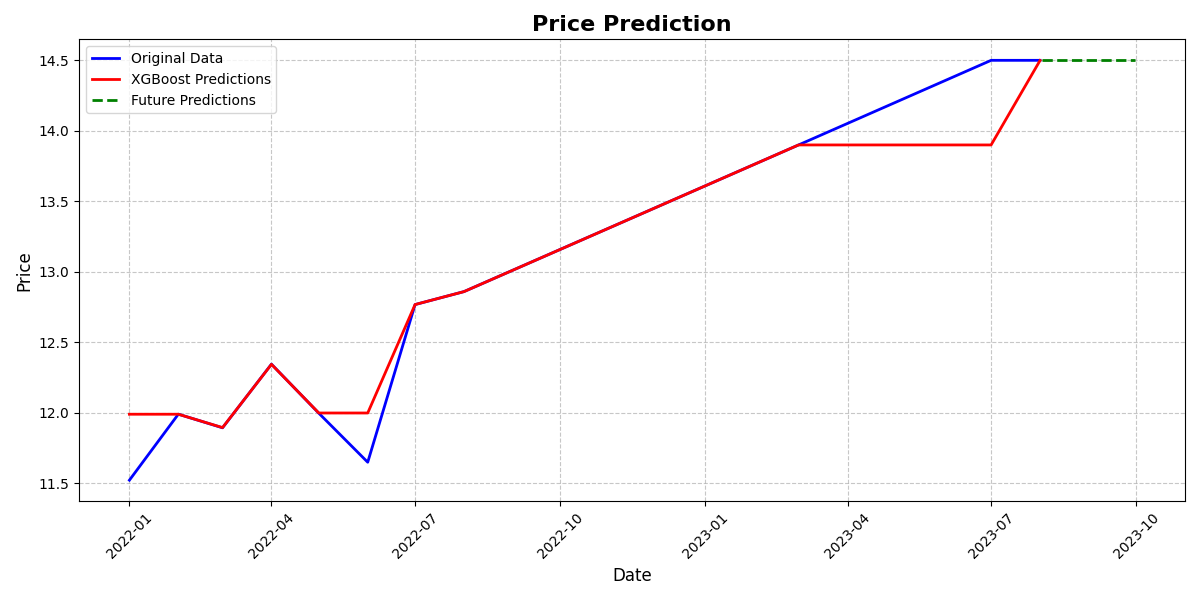 Price Prediction
Original Data
XGBoost Predictions
Future Predictions
Price
14.5
14.0
13.5
13.0
12.5
12.0
11.5
2022-01
2022-04
2022-07
2022-10
2023-01
2023-04
2023-07
2023-10
Date